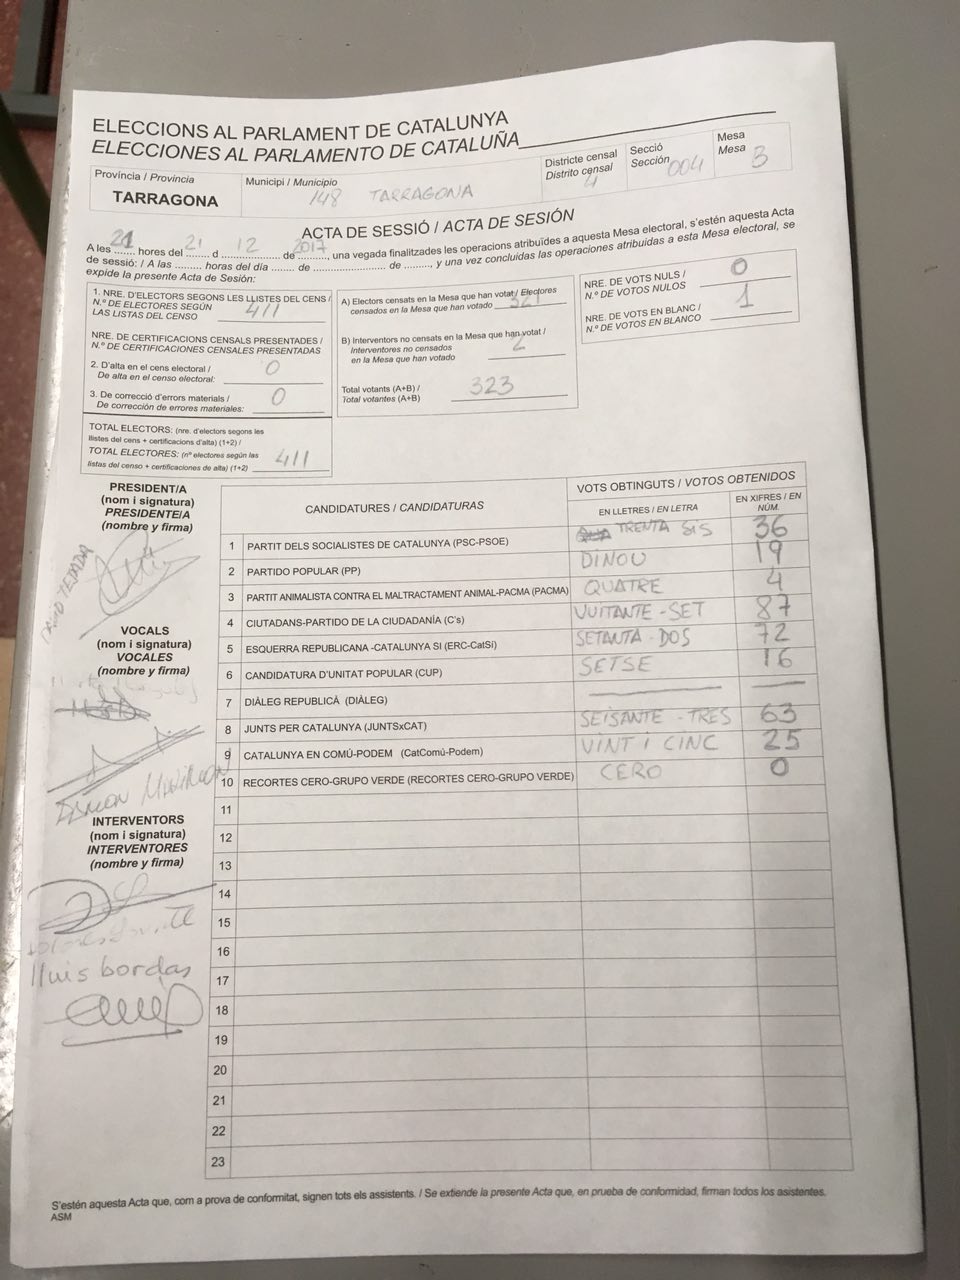 ELECCIONS AL PARLAMENT DE CATALUNYA
ELECCIONES AL PARLAMENTO DE CATALUÑA
Província / Provincia
TARRAGONA
Municipi / Municipio
148 TARRAGONA
Districte censal
Distrito censal
4
Secció
Sección 004
Mesa
Mesa 3
ACTA DE SESSIÓ / ACTA DE SESIÓN
A les 21 hores del 21 d 12 de 2017, una vegada finalitzades les operacions atribuïdes a aquesta Mesa electoral, s'estén aquesta Acta
de sessió: / A las ......... horas del día ....... de ........................ de ........., y una vez concluidas las operaciones atribuidas a esta Mesa electoral, se
expide la presente Acta de Sesión:
1. NRE. D'ELECTORS SEGONS LES LLISTES DEL CENS /
N.º DE ELECTORES SEGÚN
LAS LISTAS DEL CENSO 411
NRE. DE CERTIFICACIONS CENSALS PRESENTADES /
N.º DE CERTIFICACIONES CENSALES PRESENTADAS
2. D'alta en el cens electoral /
De alta en el censo electoral: 0
3. De correcció d'errors materials /
De corrección de errores materiales: 0
TOTAL ELECTORS: (nre. d'electors segons les
llistes del cens + certificacions d'alta) (1+2) /
TOTAL ELECTORES: (nº electores según las
listas del censo + certificaciones de alta) (1+2) 411
A) Electors censats en la Mesa que han votat / Electores
censados en la Mesa que han votado 321
B) Interventors no censats en la Mesa que han votat /
Interventores no censados
en la Mesa que han votado 2
Total votants (A+B) /
Total votantes (A+B) 323
NRE. DE VOTS NULS /
N.º DE VOTOS NULOS 0
NRE. DE VOTS EN BLANC /
N.º DE VOTOS EN BLANCO 1
PRESIDENT/A
(nom i signatura)
PRESIDENTE/A
(nombre y firma)
DAVID TEJADA
VOCALS
(nom i signatura)
VOCALES
(nombre y firma)
INTERVENTORS
(nom i signatura)
INTERVENTORES
(nombre y firma)
lluis bordas
CANDIDATURES / CANDIDATURAS
VOTS OBTINGUTS / VOTOS OBTENIDOS
EN LLETRES / EN LETRA
EN XIFRES / EN NÚM.
1 PARTIT DELS SOCIALISTES DE CATALUNYA (PSC-PSOE) TRENTA SIS 36
2 PARTIDO POPULAR (PP) DINOU 19
3 PARTIT ANIMALISTA CONTRA EL MALTRACTAMENT ANIMAL-PACMA (PACMA) QUATRE 4
4 CIUTADANS-PARTIDO DE LA CIUDADANÍA (C's) VUITANTE-SET 87
5 ESQUERRA REPUBLICANA -CATALUNYA SI (ERC-CatSí) SETANTA-DOS 72
6 CANDIDATURA D'UNITAT POPULAR (CUP) SETSE 16
7 DIÀLEG REPUBLICÀ (DIÀLEG)
8 JUNTS PER CATALUNYA (JUNTSxCAT) SEISANTE-TRES 63
9 CATALUNYA EN COMÚ-PODEM (CatComú-Podem) VINT I CINC 25
10 RECORTES CERO-GRUPO VERDE (RECORTES CERO-GRUPO VERDE) CERO 0
11
12
13
14
15
16
17
18
19
20
21
22
23
S'estén aquesta Acta que, com a prova de conformitat, signen tots els assistents. / Se extiende la presente Acta que, en prueba de conformidad, firman todos los asistentes.
ASM